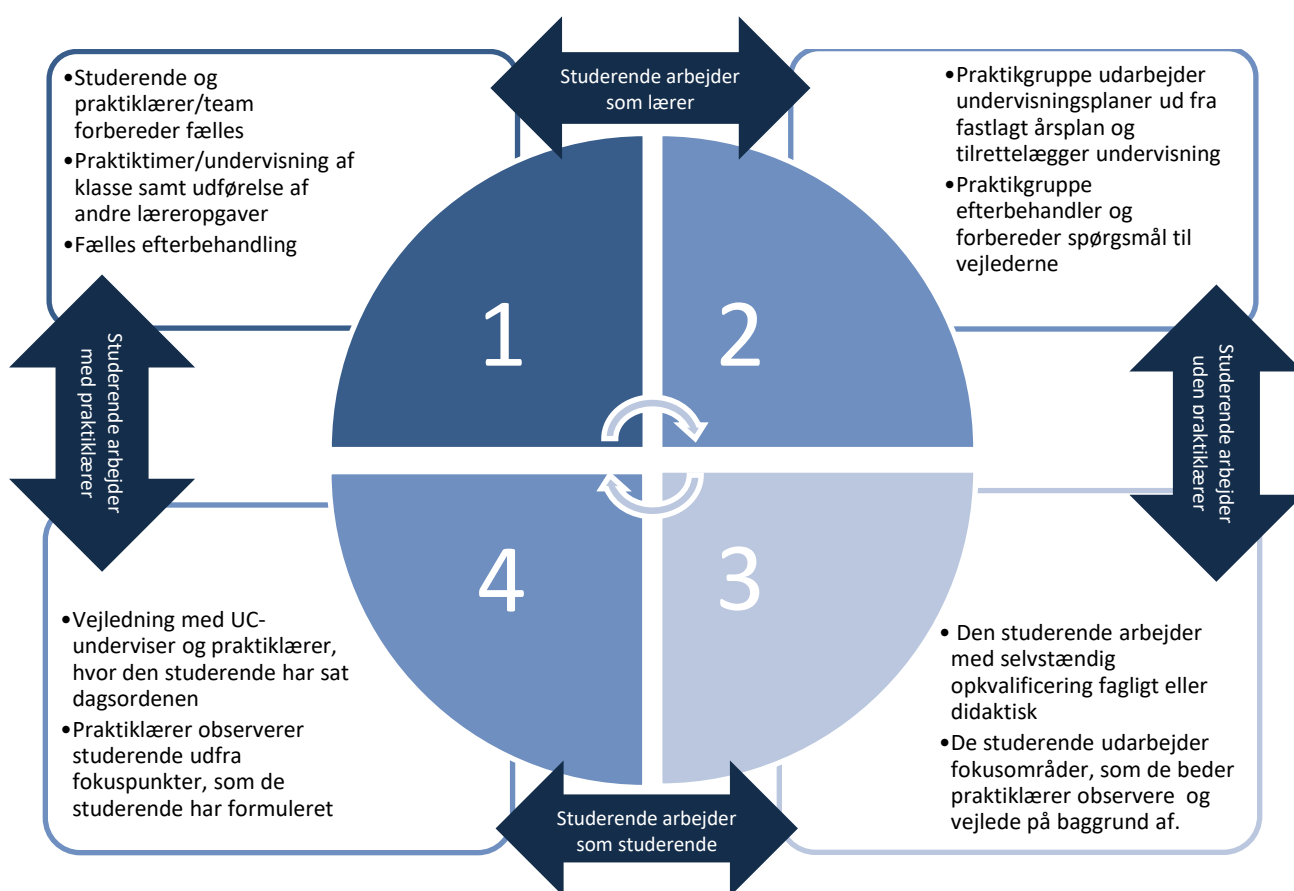 Studerende arbejder
som lærer
•Studerende og
praktiklærer/team
forbereder fælles
•Praktiktimer/undervisning af
klasse samt udførelse af
andre læreropgaver
•Fælles efterbehandling
•Praktikgruppe udarbejder
undervisningsplaner ud fra
fastlagt årsplan og
tilrettelægger undervisning
•Praktikgruppe
efterbehandler og
forbereder spørgsmål til
vejlederne
1
2
Studerende arbejder
med praktiklærer
Studerende arbejder
uden praktiklærer
4
3
•Vejledning med UC-
underviser og praktiklærer,
hvor den studerende har sat
dagsordenen
•Praktiklærer observerer
studerende udfra
fokuspunkter, som de
studerende har formuleret
• Den studerende arbejder
med selvstændig
opkvalificering fagligt eller
didaktisk
•De studerende udarbejder
fokusområder, som de beder
praktiklærer observere og
vejlede på baggrund af.
Studerende arbejder
som studerende